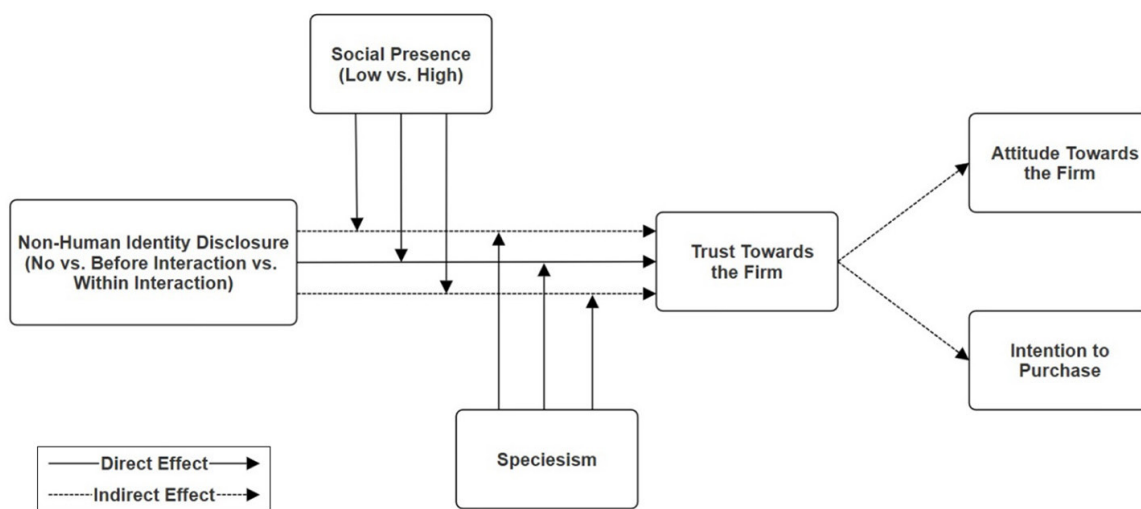 Social Presence
(Low vs. High)
Attitude Towards
the Firm
Non-Human Identity Disclosure
(No vs. Before Interaction vs.
Within Interaction)
Trust Towards
the Firm
Intention to
Purchase
Speciesism
Direct Effect
Indirect Effect